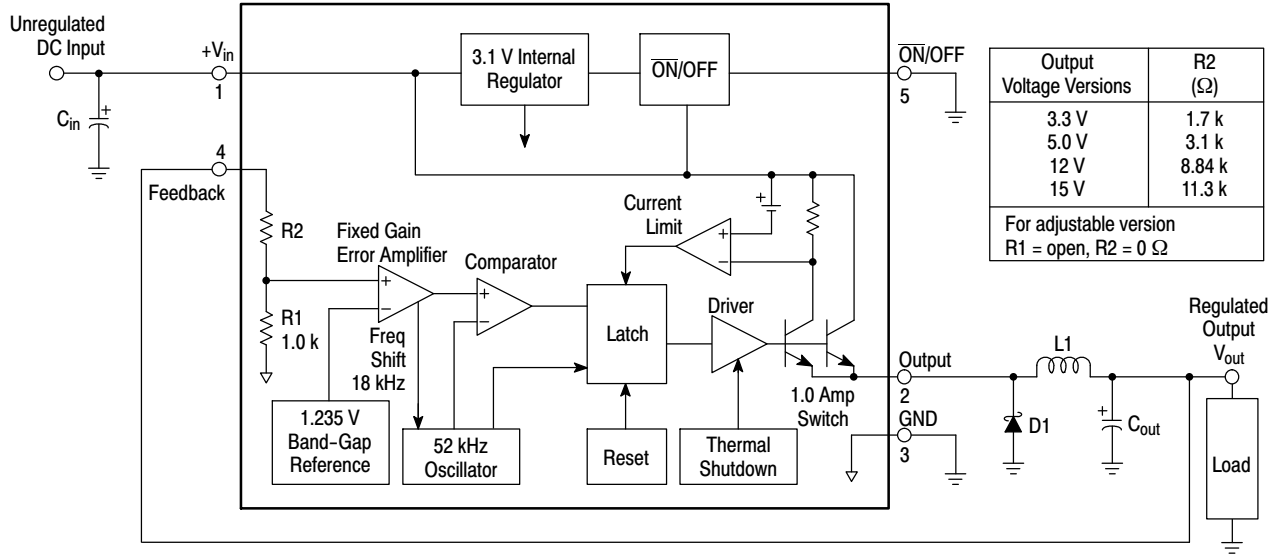 Unregulated
DC Input
+Vin
1
Cin
+
4
Feedback
3.1 V Internal
Regulator
O̅N̅/OFF
O̅N̅/OFF
5
Output
Voltage Versions
R2
(Ω)
3.3 V
1.7 k
5.0 V
3.1 k
12 V
8.84 k
15 V
11.3 k
For adjustable version
R1 = open, R2 = 0 Ω
R2
R1
1.0 k
Fixed Gain
Error Amplifier
+
−
Freq
Shift
18 kHz
Comparator
+
−
Current
Limit
+
−
+
Latch
Driver
1.0 Amp
Switch
1.235 V
Band-Gap
Reference
52 kHz
Oscillator
Reset
Thermal
Shutdown
Output
2
GND
3
D1
L1
+
Cout
Regulated
Output
Vout
Load